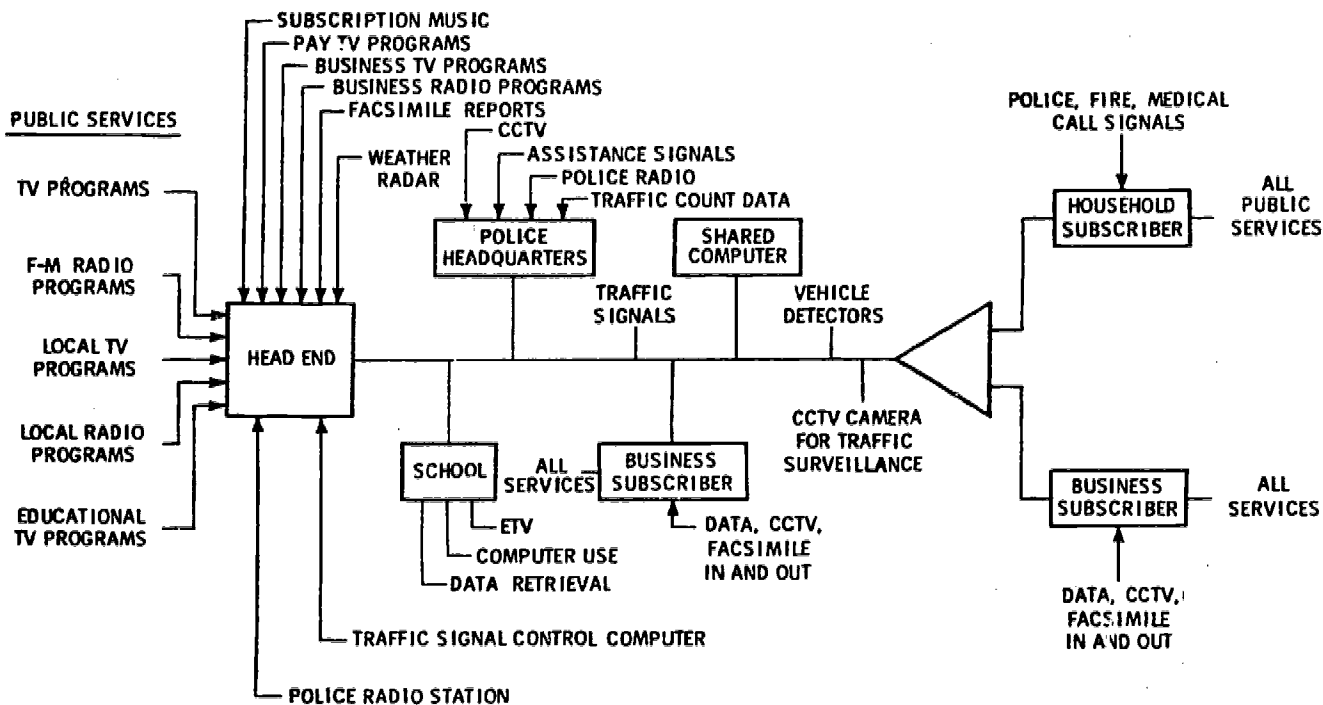 SUBSCRIPTION MUSIC
PAY TV PROGRAMS
BUSINESS TV PROGRAMS
BUSINESS RADIO PROGRAMS
FACSIMILE REPORTS
CCTV
WEATHER
RADAR
ASSISTANCE SIGNALS
POLICE RADIO
TRAFFIC COUNT DATA
PUBLIC SERVICES
TV PROGRAMS
F-M RADIO
PROGRAMS
LOCAL TV
PROGRAMS
LOCAL RADIO
PROGRAMS
EDUCATIONAL
TV PROGRAMS
HEAD END
POLICE
HEADQUARTERS
SHARED
COMPUTER
TRAFFIC
SIGNALS
VEHICLE
DETECTORS
POLICE, FIRE, MEDICAL
CALL SIGNALS
HOUSEHOLD
SUBSCRIBER
ALL
PUBLIC
SERVICES
SCHOOL
ETV
COMPUTER USE
DATA RETRIEVAL
ALL
SERVICES
BUSINESS
SUBSCRIBER
DATA, CCTV,
FACSIMILE
IN AND OUT
CCTV CAMERA
FOR TRAFFIC
SURVEILLANCE
BUSINESS
SUBSCRIBER
ALL
SERVICES
DATA, CCTV,
FACSIMILE
IN AND OUT
TRAFFIC SIGNAL CONTROL COMPUTER
POLICE RADIO STATION